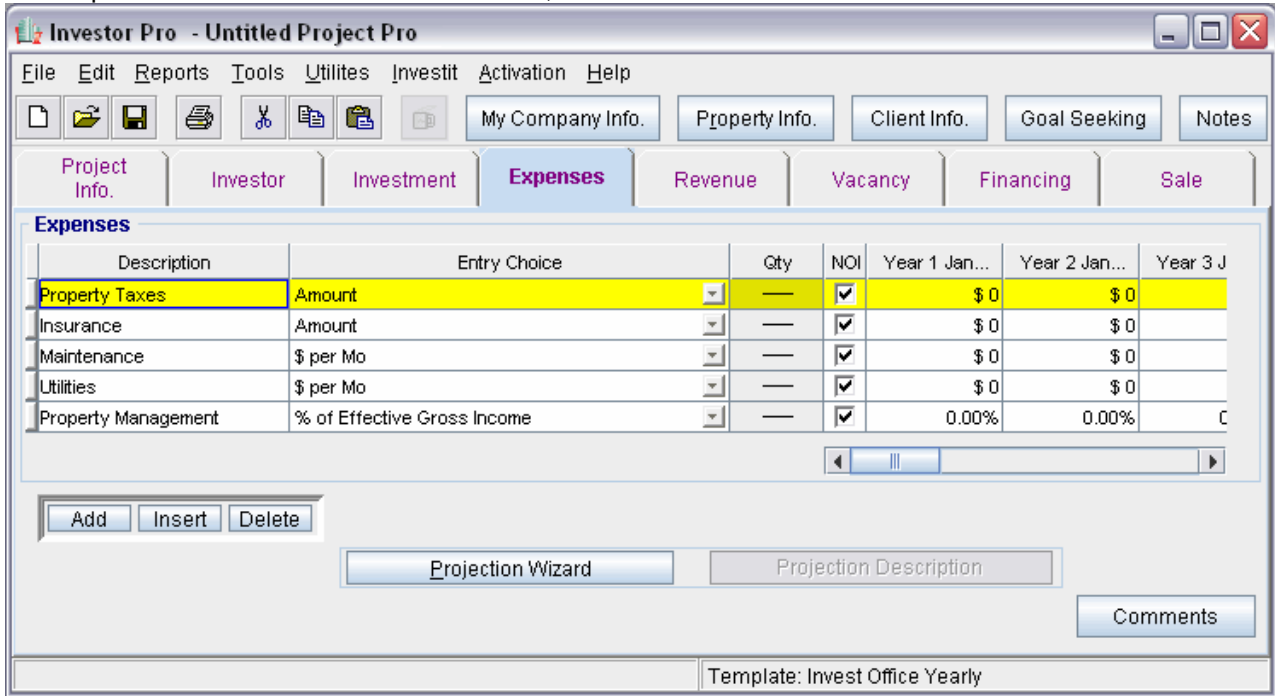 Investor Pro - Untitled Project Pro
File Edit Reports Tools Utilites Investit Activation Help
My Company Info. Property Info. Client Info. Goal Seeking Notes
Project Info. Investor Investment Expenses Revenue Vacancy Financing Sale
Expenses
Description Entry Choice Qty NOI Year 1 Jan... Year 2 Jan... Year 3 J
Property Taxes Amount — $ 0 $ 0
Insurance Amount — $ 0 $ 0
Maintenance $ per Mo — $ 0 $ 0
Utilities $ per Mo — $ 0 $ 0
Property Management % of Effective Gross Income — 0.00% 0.00%
Add Insert Delete
Projection Wizard Projection Description
Comments
Template: Invest Office Yearly